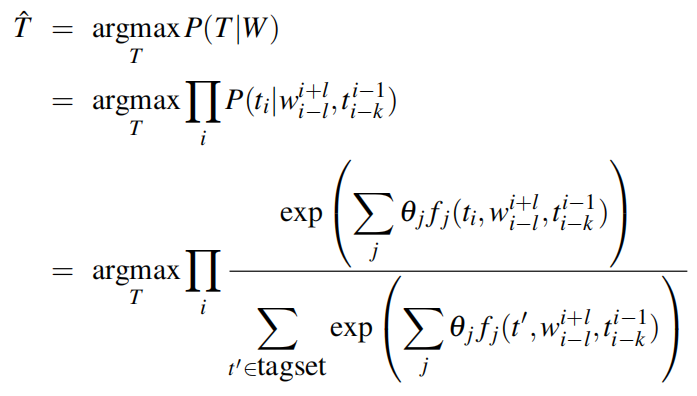 T̂ = argmax_T P(T|W)
= argmax_T ∏_i P(t_i|w_{i-l}^{i+l}, t_{i-k}^{i-1})
= argmax_T ∏_i exp(∑_j θ_j f_j(t_i, w_{i-l}^{i+l}, t_{i-k}^{i-1})) / ∑_{t′∈tagset} exp(∑_j θ_j f_j(t′, w_{i-l}^{i+l}, t_{i-k}^{i-1}))